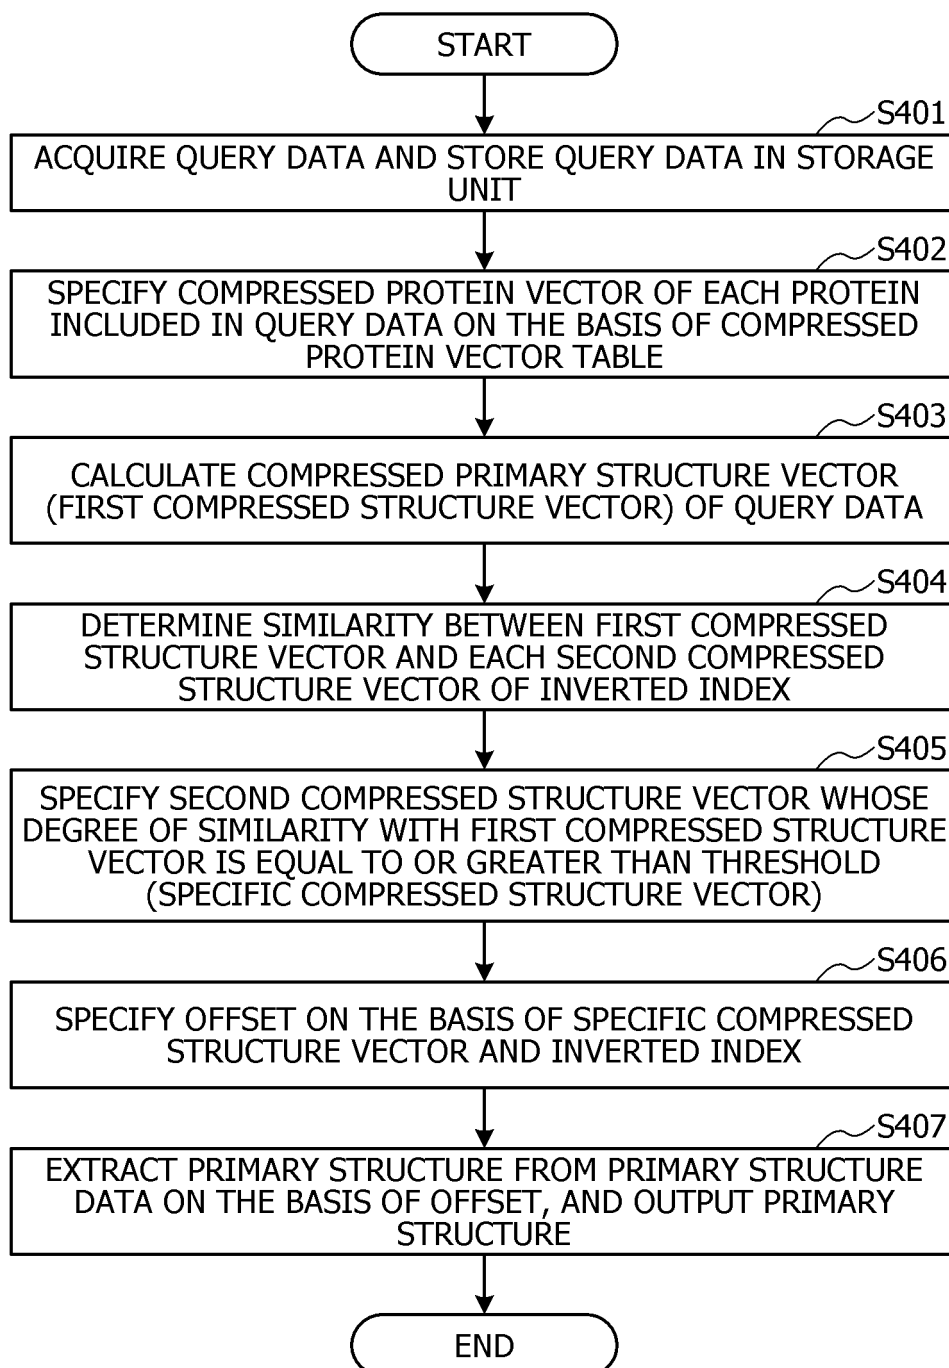 START
S401
ACQUIRE QUERY DATA AND STORE QUERY DATA IN STORAGE
UNIT
S402
SPECIFY COMPRESSED PROTEIN VECTOR OF EACH PROTEIN
INCLUDED IN QUERY DATA ON THE BASIS OF COMPRESSED
PROTEIN VECTOR TABLE
S403
CALCULATE COMPRESSED PRIMARY STRUCTURE VECTOR
(FIRST COMPRESSED STRUCTURE VECTOR) OF QUERY DATA
S404
DETERMINE SIMILARITY BETWEEN FIRST COMPRESSED
STRUCTURE VECTOR AND EACH SECOND COMPRESSED
STRUCTURE VECTOR OF INVERTED INDEX
S405
SPECIFY SECOND COMPRESSED STRUCTURE VECTOR WHOSE
DEGREE OF SIMILARITY WITH FIRST COMPRESSED STRUCTURE
VECTOR IS EQUAL TO OR GREATER THAN THRESHOLD
(SPECIFIC COMPRESSED STRUCTURE VECTOR)
S406
SPECIFY OFFSET ON THE BASIS OF SPECIFIC COMPRESSED
STRUCTURE VECTOR AND INVERTED INDEX
S407
EXTRACT PRIMARY STRUCTURE FROM PRIMARY STRUCTURE
DATA ON THE BASIS OF OFFSET, AND OUTPUT PRIMARY
STRUCTURE
END